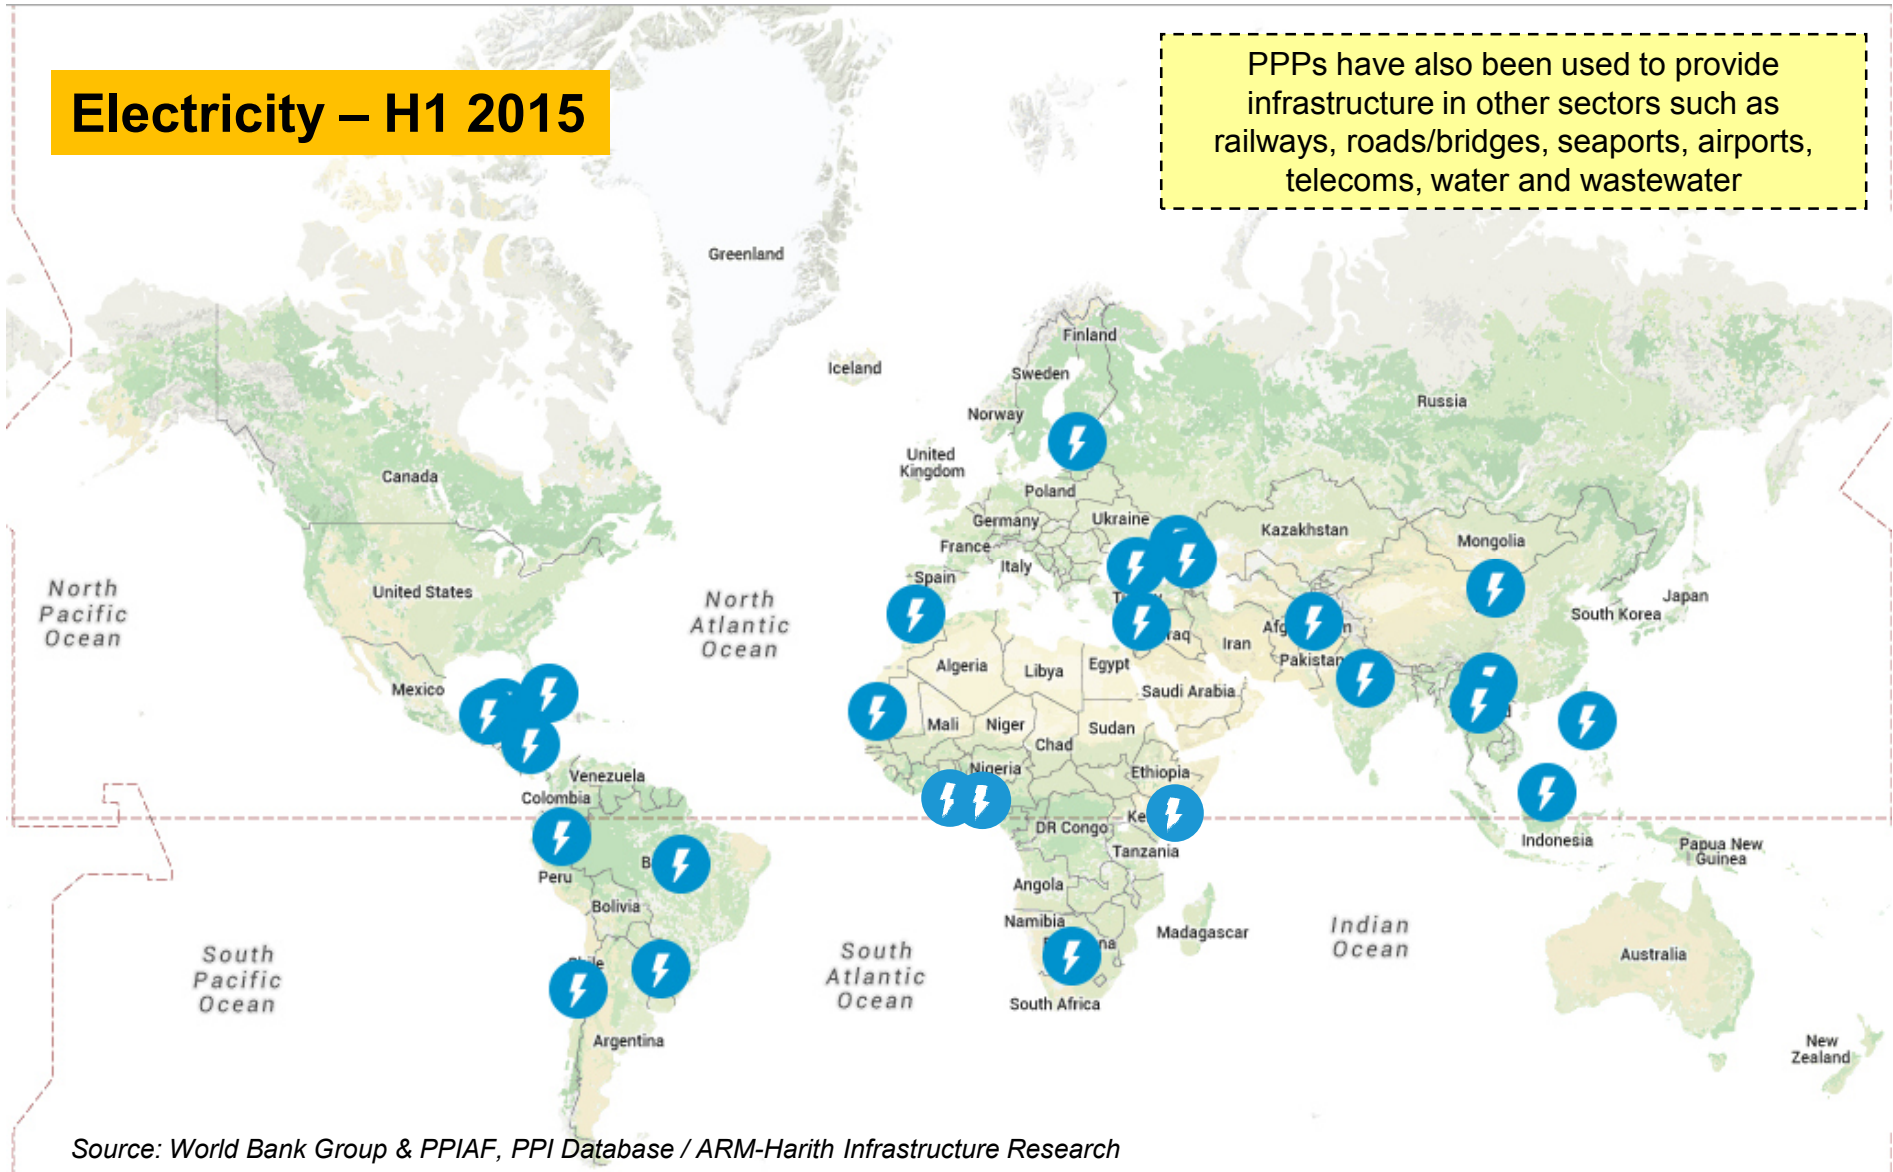 Electricity – H1 2015
PPPs have also been used to provide
infrastructure in other sectors such as
railways, roads/bridges, seaports, airports,
telecoms, water and wastewater
Greenland
Finland
Iceland
Sweden
Russia
Norway
United
Kingdom
Canada
Poland
Germany
Ukraine
Kazakhstan
France
Mongolia
Italy
Spain
United States
North
Pacific
Ocean
North
Atlantic
Ocean
Japan
South Korea
Iran
Pakistan
Algeria
Libya
Egypt
Saudi Arabia
Mexico
Mali
Niger
Sudan
Chad
Nigeria
Ethiopia
Venezuela
Colombia
DR Congo
Tanzania
Indonesia
Papua New
Guinea
Peru
Angola
Bolivia
Namibia
Madagascar
Indian
Ocean
South
Pacific
Ocean
South
Atlantic
Ocean
Australia
South Africa
Argentina
New
Zealand
Source: World Bank Group & PPIAF, PPI Database / ARM-Harith Infrastructure Research